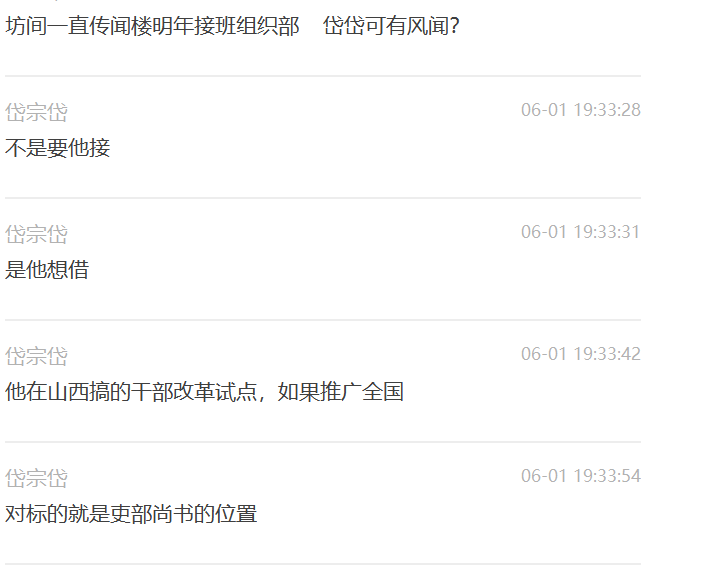 坊间一直传闻楼明年接班组织部  岱岱可有风闻?
岱宗岱 06-01 19:33:28
不是要他接
岱宗岱 06-01 19:33:31
是他想借
岱宗岱 06-01 19:33:42
他在山西搞的干部改革试点，如果推广全国
岱宗岱 06-01 19:33:54
对标的就是吏部尚书的位置